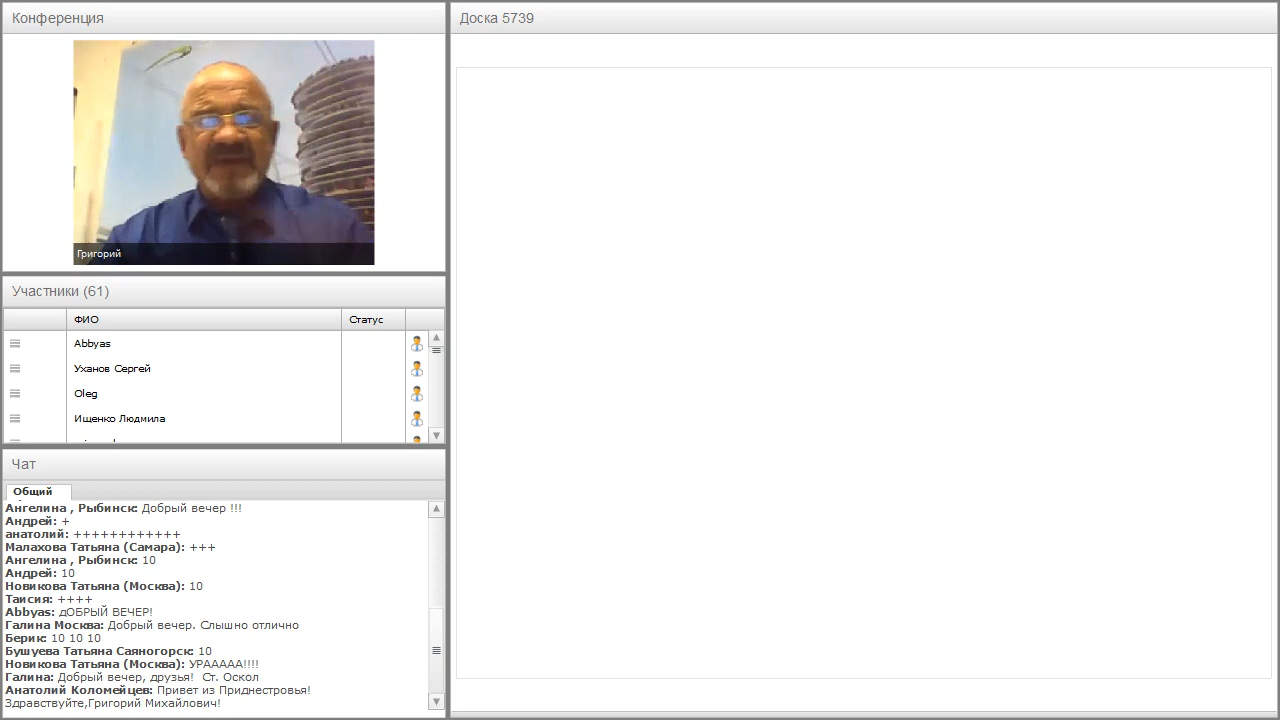 Конференция
Доска 5739
Григорий
Участники (61)
ФИО Статус
Abbyas
Уханов Сергей
Oleg
Ищенко Людмила
Чат
Общий
Ангелина , Рыбинск: Добрый вечер !!!
Андрей: +
анатолий: ++++++++++++
Малахова Татьяна (Самара): +++
Ангелина , Рыбинск: 10
Андрей: 10
Новикова Татьяна (Москва): 10
Таисия: ++++
Abbyas: дОБРЫЙ ВЕЧЕР!
Галина Москва: Добрый вечер. Слышно отлично
Берик: 10 10 10
Бушуева Татьяна Саяногорск: 10
Новикова Татьяна (Москва): УРААААА!!!!
Галина: Добрый вечер, друзья! Ст. Оскол
Анатолий Коломейцев: Привет из Приднестровья!
Здравствуйте,Григорий Михайлович!